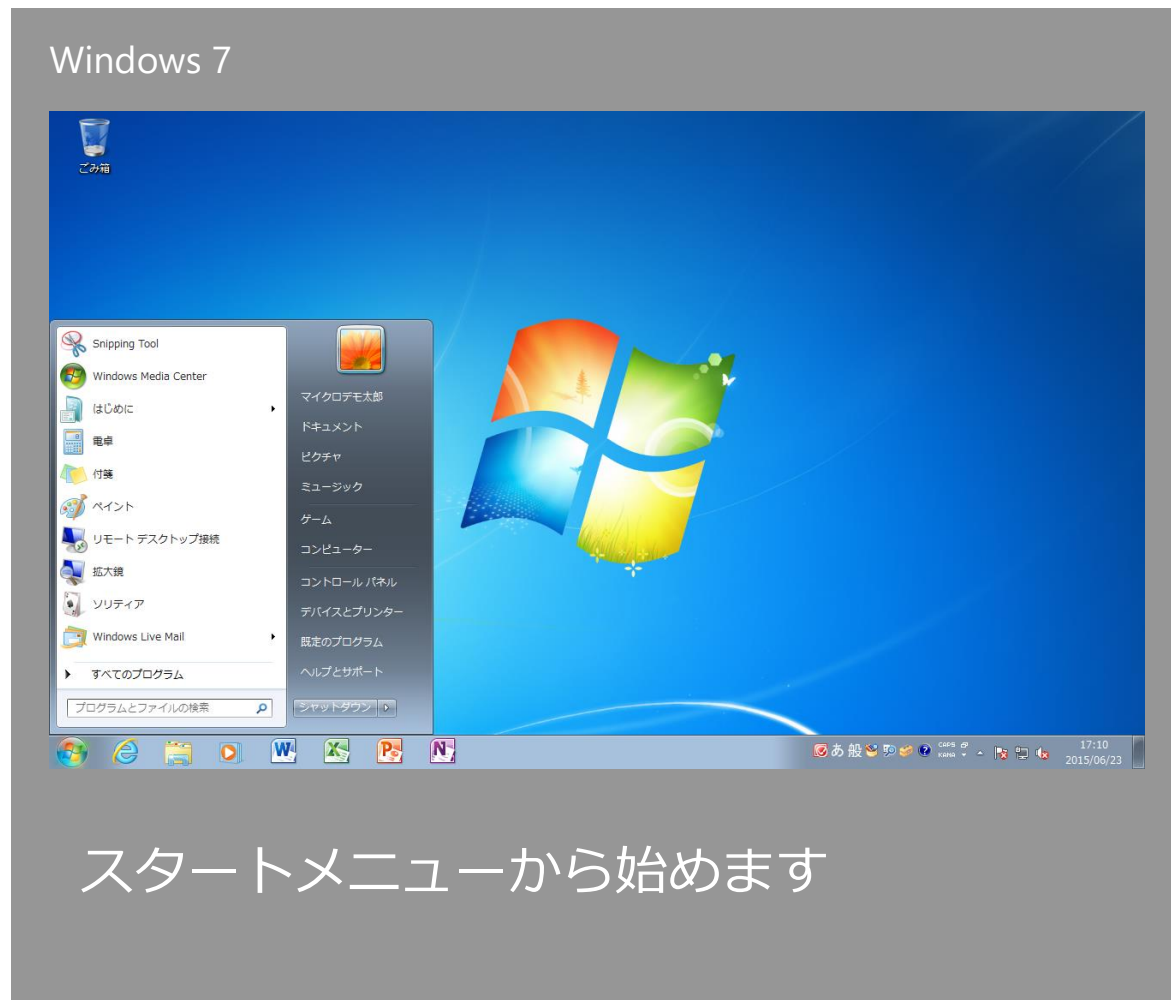 Windows 7
ごみ箱
Snipping Tool
Windows Media Center
はじめに
電卓
付箋
ペイント
リモート デスクトップ接続
拡大鏡
ソリティア
Windows Live Mail
すべてのプログラム
プログラムとファイルの検索
マイクロデモ太郎
ドキュメント
ピクチャ
ミュージック
ゲーム
コンピューター
コントロール パネル
デバイスとプリンター
既定のプログラム
ヘルプとサポート
シャットダウン
あ 般 CAPS KANA
17:10
2015/06/23
スタートメニューから始めます